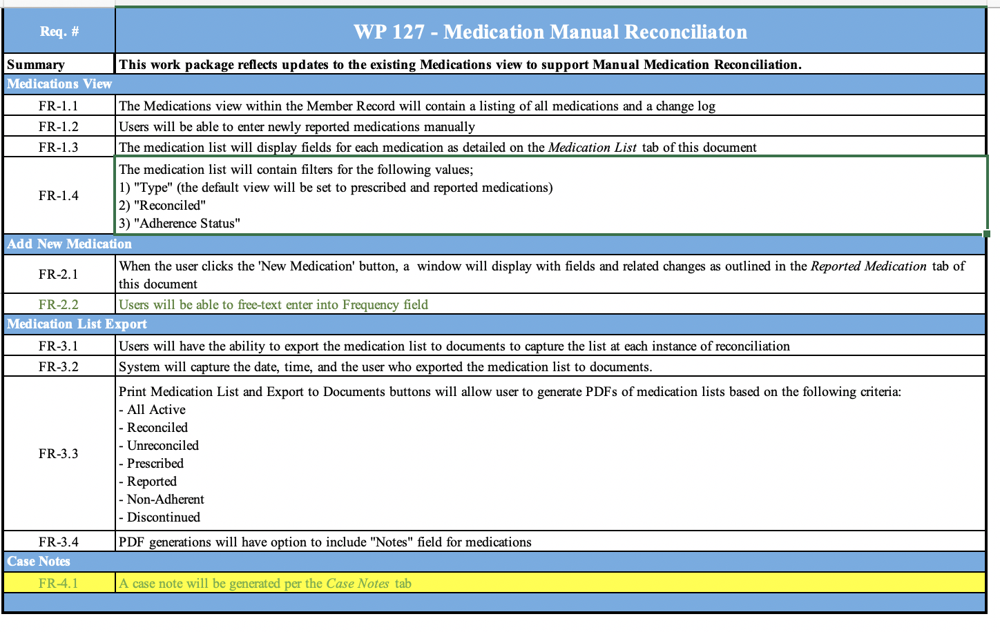 Req. # WP 127 - Medication Manual Reconciliaton
Summary This work package reflects updates to the existing Medications view to support Manual Medication Reconciliation.
Medications View
FR-1.1 The Medications view within the Member Record will contain a listing of all medications and a change log
FR-1.2 Users will be able to enter newly reported medications manually
FR-1.3 The medication list will display fields for each medication as detailed on the Medication List tab of this document
FR-1.4 The medication list will contain filters for the following values;
1) "Type" (the default view will be set to prescribed and reported medications)
2) "Reconciled"
3) "Adherence Status"
Add New Medication
FR-2.1 When the user clicks the 'New Medication' button, a window will display with fields and related changes as outlined in the Reported Medication tab of
this document
FR-2.2 Users will be able to free-text enter into Frequency field
Medication List Export
FR-3.1 Users will have the ability to export the medication list to documents to capture the list at each instance of reconciliation
FR-3.2 System will capture the date, time, and the user who exported the medication list to documents.
FR-3.3 Print Medication List and Export to Documents buttons will allow user to generate PDFs of medication lists based on the following criteria:
- All Active
- Reconciled
- Unreconciled
- Prescribed
- Reported
- Non-Adherent
- Discontinued
FR-3.4 PDF generations will have option to include "Notes" field for medications
Case Notes
FR-4.1 A case note will be generated per the Case Notes tab